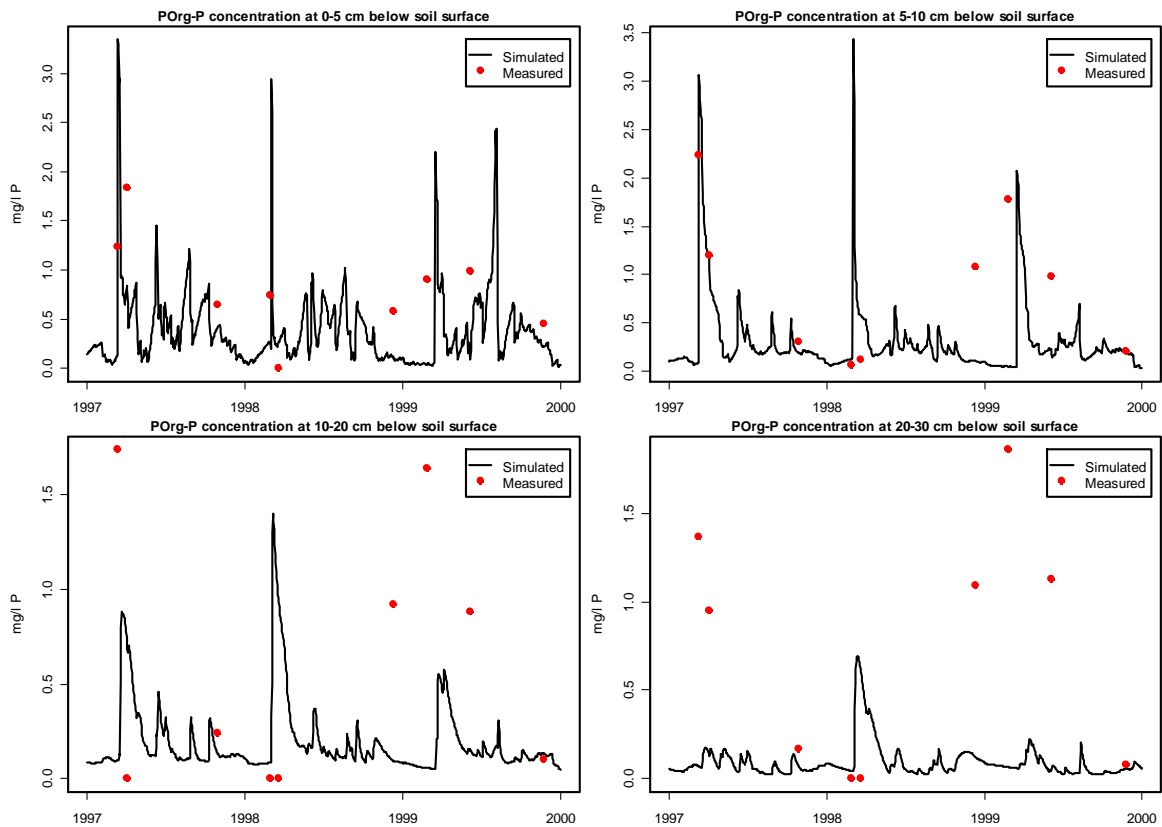 POrg-P concentration at 0-5 cm below soil surface
mg/l P
3.0
2.5
2.0
1.5
1.0
0.5
0.0
Simulated
Measured
1997 1998 1999 2000
POrg-P concentration at 5-10 cm below soil surface
mg/l P
3.5
3.0
2.5
2.0
1.5
1.0
0.5
0.0
Simulated
Measured
1997 1998 1999 2000
POrg-P concentration at 10-20 cm below soil surface
mg/l P
1.5
1.0
0.5
0.0
Simulated
Measured
1997 1998 1999 2000
POrg-P concentration at 20-30 cm below soil surface
mg/l P
1.5
1.0
0.5
0.0
Simulated
Measured
1997 1998 1999 2000